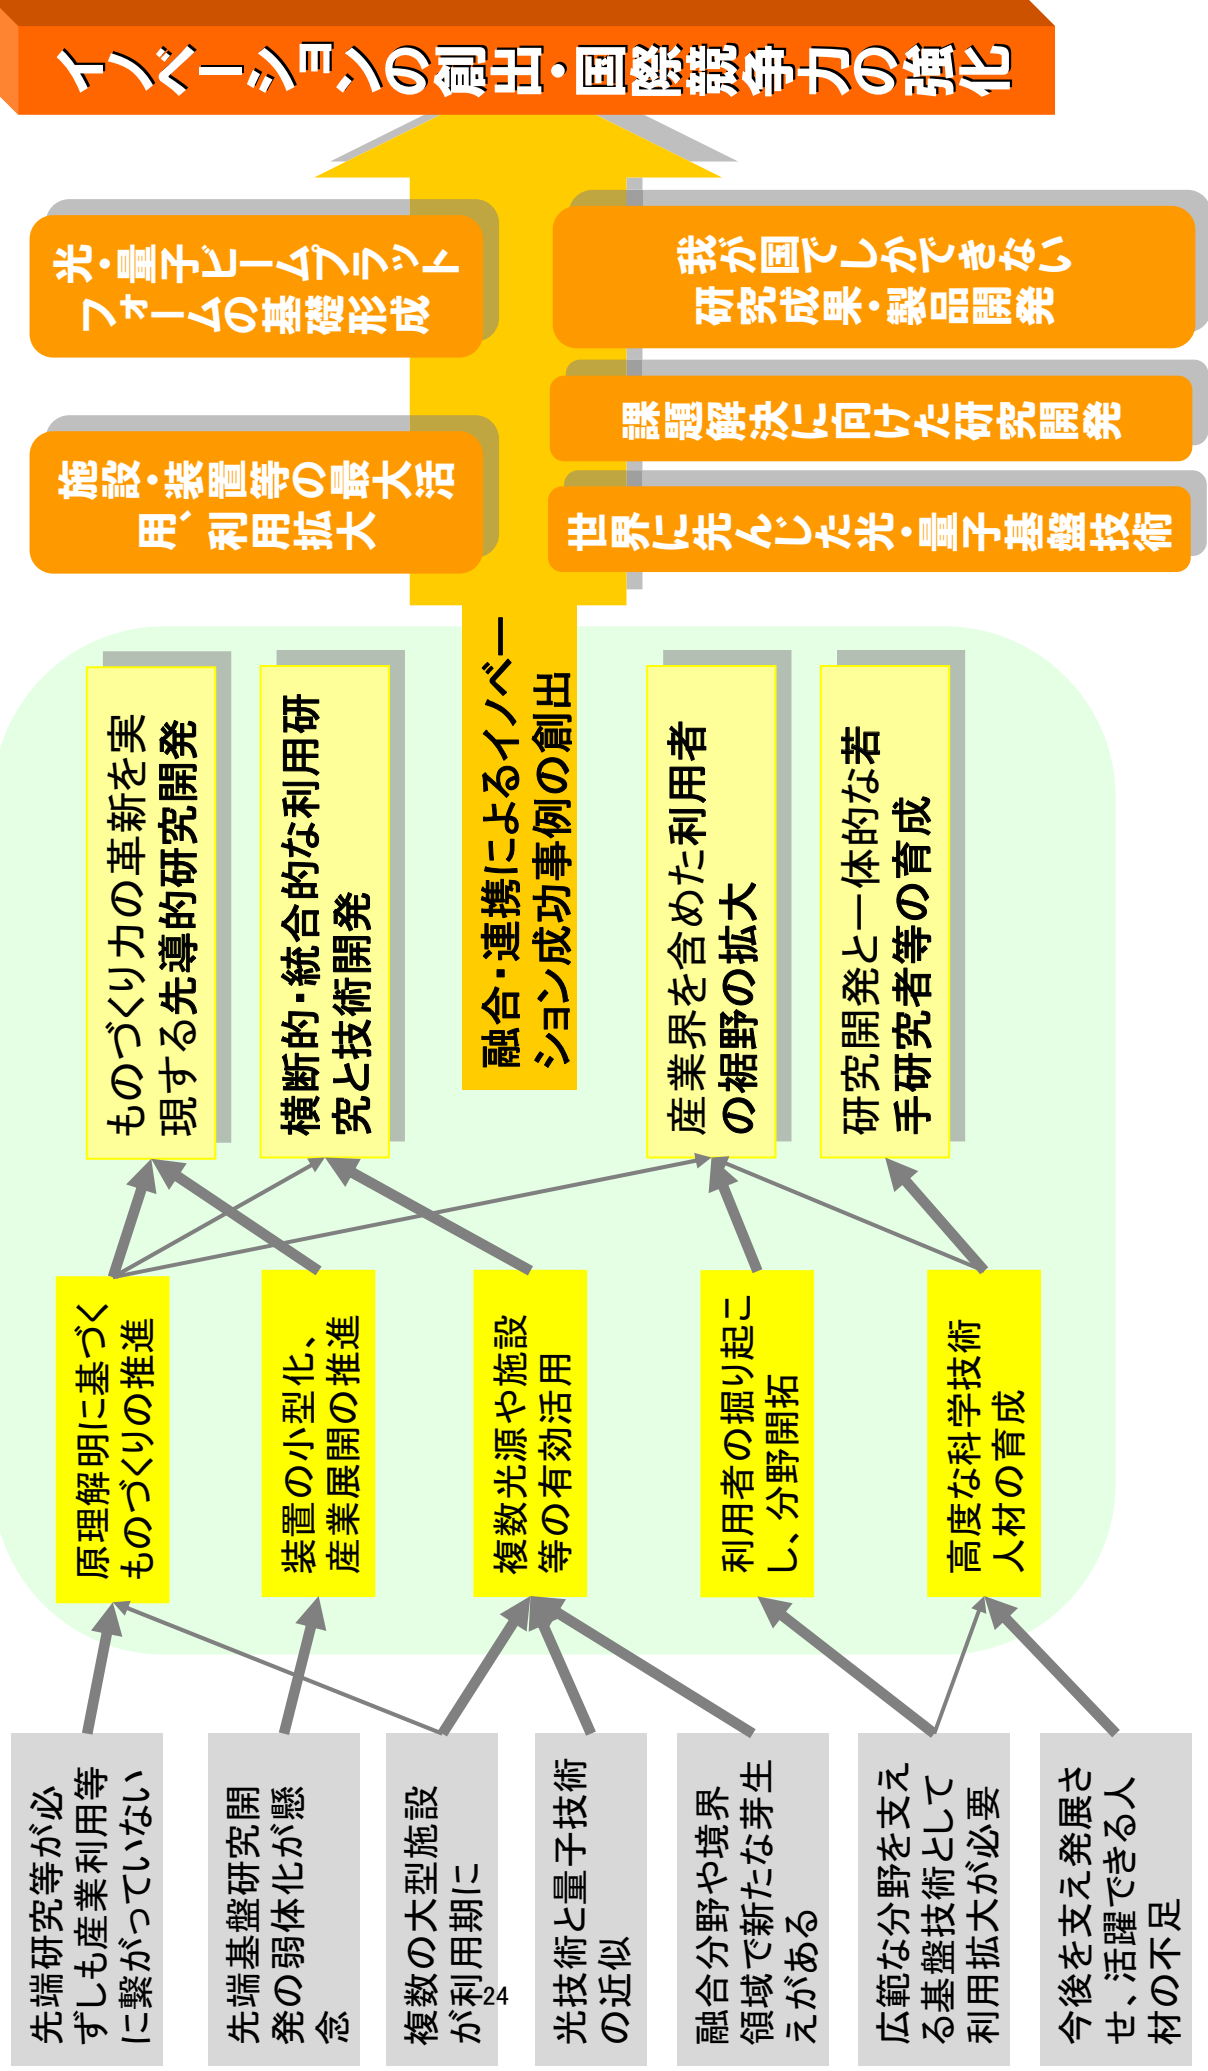 先端研究等が必
ずしも産業利用等
に繋がっていない
先端基盤研究開
発の弱体化が懸
念
複数の大型施設
が利用期に
光技術と量子技術
の近似
融合分野や境界
領域で新たな芽生
えがある
広範な分野を支え
る基盤技術として
利用拡大が必要
今後を支え発展さ
せ、活躍できる人
材の不足
原理解明に基づく
ものづくりの推進
装置の小型化、
産業展開の推進
複数光源や施設
等の有効活用
利用者の掘り起こ
し、分野開拓
高度な科学技術
人材の育成
ものづくり力の革新を実
現する先導的研究開発
横断的・統合的な利用研
究と技術開発
融合・連携によるイノベー
ション成功事例の創出
産業界を含めた利用者
の裾野の拡大
研究開発と一体的な若
手研究者等の育成
施設・装置等の最大活
用、利用拡大
光・量子ビームプラット
フォームの基礎形成
世界に先んじた光・量子基盤技術
課題解決に向けた研究開発
我が国でしかできない
研究成果・製品開発
イノベーションの創出・国際競争力の強化
24